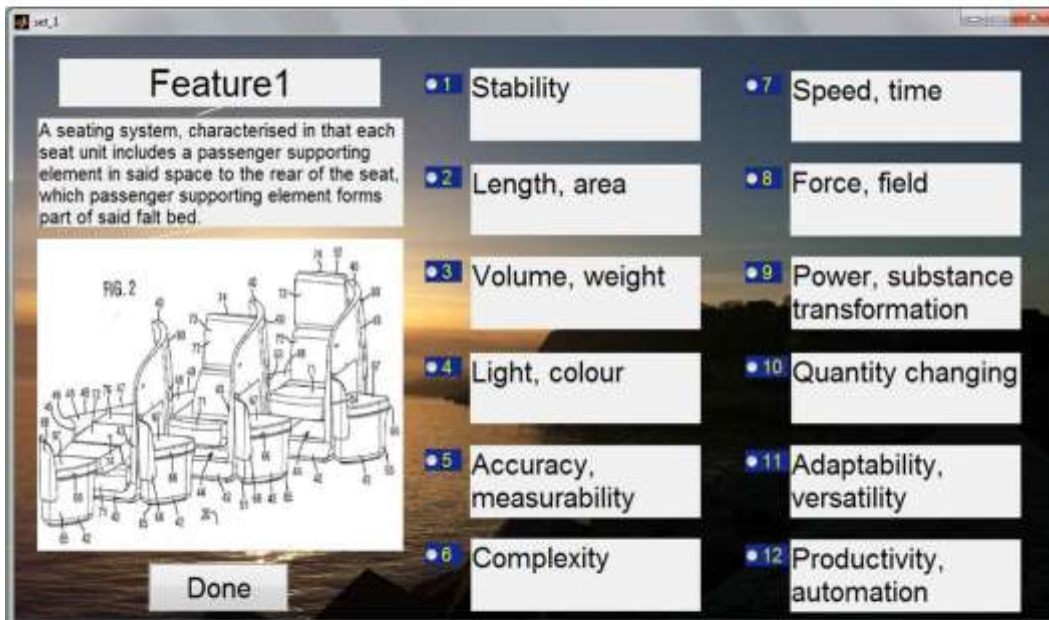 set_1
Feature1
A seating system, characterised in that each
seat unit includes a passenger supporting
element in said space to the rear of the seat,
which passenger supporting element forms
part of said falt bed.
FIG. 2
Done
1 Stability
2 Length, area
3 Volume, weight
4 Light, colour
5 Accuracy,
measurability
6 Complexity
7 Speed, time
8 Force, field
9 Power, substance
transformation
10 Quantity changing
11 Adaptability,
versatility
12 Productivity,
automation